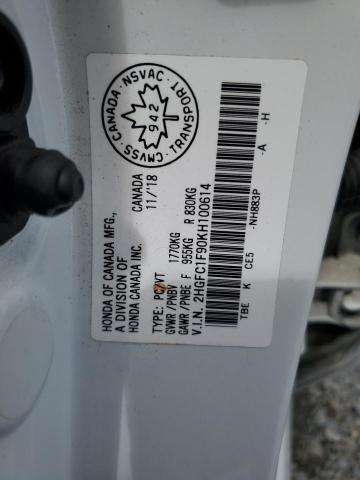 HONDA OF CANADA MFG.,
A DIVISION OF
HONDA CANADA INC.
CANADA
11/'18
TYPE: PC/VT
GVWR/PNBV 1770KG
GAWR/PNBE F 955KG R 830KG
V.I.N. 2HGFC1F90KH100614
TBE K CE5 -NH883P -A -H
CMVSS · CANADA · NSVAC · TRANSPORT
942